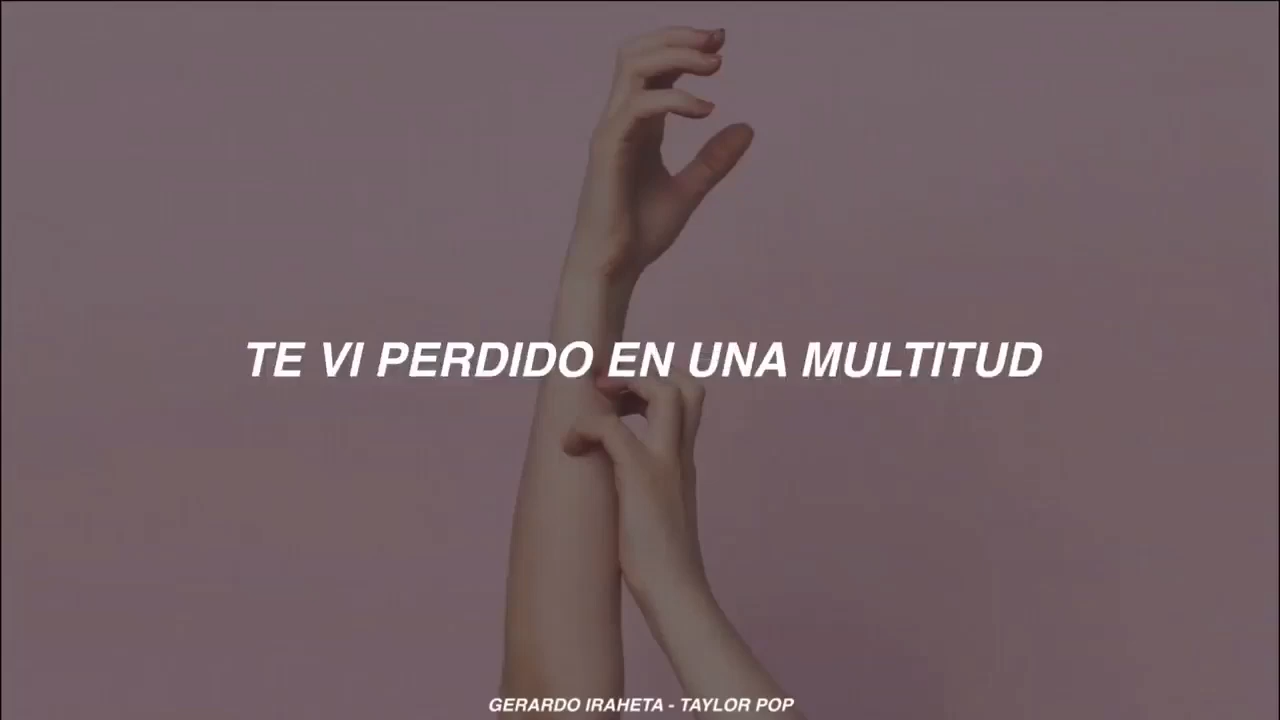 TE VI PERDIDO EN UNA MULTITUD
GERARDO IRAHETA - TAYLOR POP